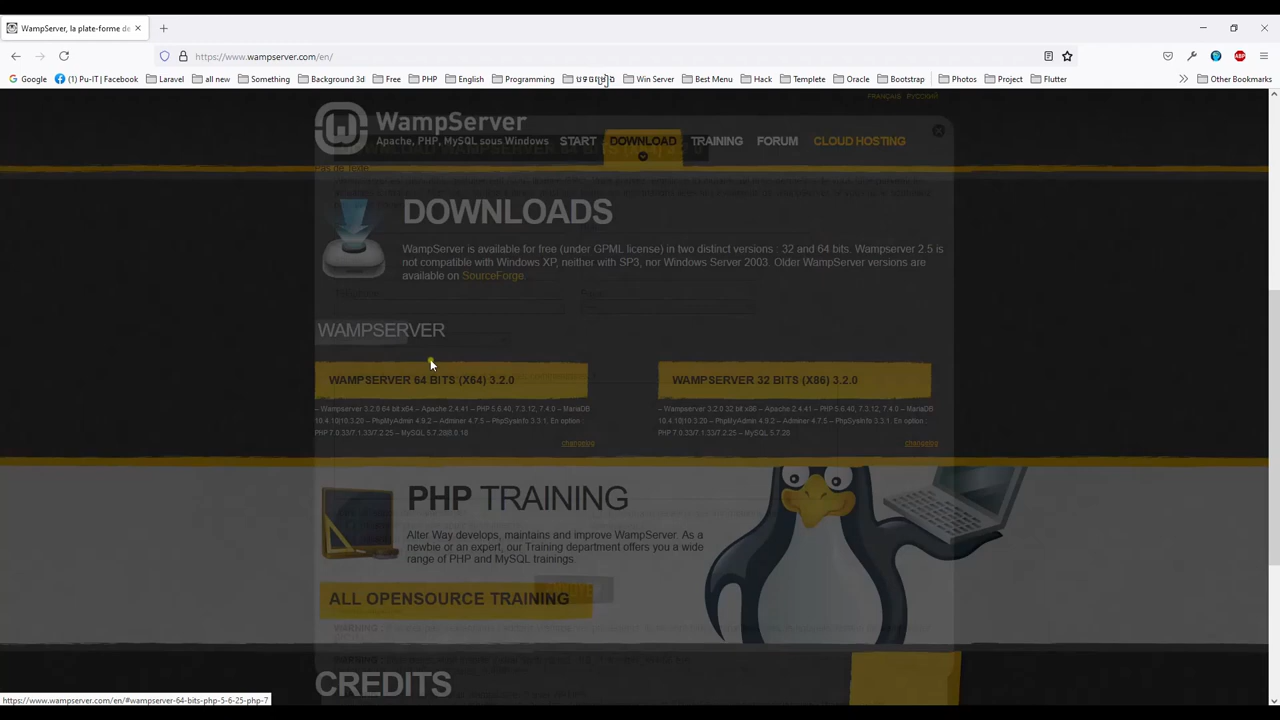 WampServer, la plate-forme de
https://www.wampserver.com/en/
Google
(1) Pu-IT | Facebook
Laravel
all new
Something
Background 3d
Free
PHP
English
Programming
Win Server
Best Menu
Hack
Templete
Oracle
Bootstrap
Photos
Project
Flutter
Other Bookmarks
FRANÇAIS РУССКИЙ
WampServer
Apache, PHP, MySQL sous Windows
START
DOWNLOAD
TRAINING
FORUM
CLOUD HOSTING
DOWNLOADS
WampServer is available for free (under GPML license) in two distinct versions : 32 and 64 bits. Wampserver 2.5 is
not compatible with Windows XP, neither with SP3, nor Windows Server 2003. Older WampServer versions are
available on SourceForge.
WAMPSERVER
WAMPSERVER 64 BITS (X64) 3.2.0
– Wampserver 3.2.0 64 bit x64 – Apache 2.4.41 – PHP 5.6.40, 7.3.12, 7.4.0 – MariaDB
10.4.10|10.3.20 – PhpMyAdmin 4.9.2 – Adminer 4.7.5 – PhpSysInfo 3.3.1. En option :
PHP 7.0.33/7.1.33/7.2.25 – MySQL 5.7.28|8.0.18
changelog
WAMPSERVER 32 BITS (X86) 3.2.0
– Wampserver 3.2.0 32 bit x86 – Apache 2.4.41 – PHP 5.6.40, 7.3.12, 7.4.0 – MariaDB
10.4.10|10.3.20 – PhpMyAdmin 4.9.2 – Adminer 4.7.5 – PhpSysInfo 3.3.1. En option :
PHP 7.0.33/7.1.33/7.2.25 – MySQL 5.7.28
changelog
PHP TRAINING
Alter Way develops, maintains and improve WampServer. As a
newbie or an expert, our Training department offers you a wide
range of PHP and MySQL trainings.
ALL OPENSOURCE TRAINING
CREDITS
https://www.wampserver.com/en/#wampserver-64-bits-php-5-6-25-php-7